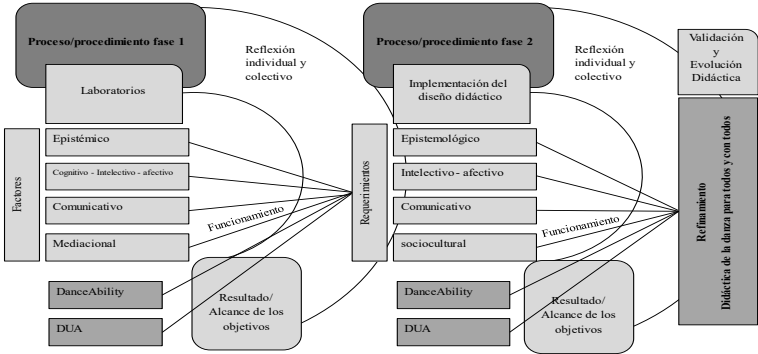 Proceso/procedimiento fase 1
Reflexión
individual y
colectivo
Laboratorios
Factores
Epistémico
Cognitivo - Intelectivo - afectivo
Comunicativo
Mediacional
Funcionamiento
DanceAbility
DUA
Resultado/
Alcance de los
objetivos
Requerimientos
Proceso/procedimiento fase 2
Reflexión
individual y
colectivo
Implementación del
diseño didáctico
Epistemológico
Intelectivo - afectivo
Comunicativo
sociocultural
Funcionamiento
DanceAbility
DUA
Resultado/
Alcance de los
objetivos
Validación
y
Evolución
Didáctica
Refinamiento
Didáctica de la danza para todos y con todos